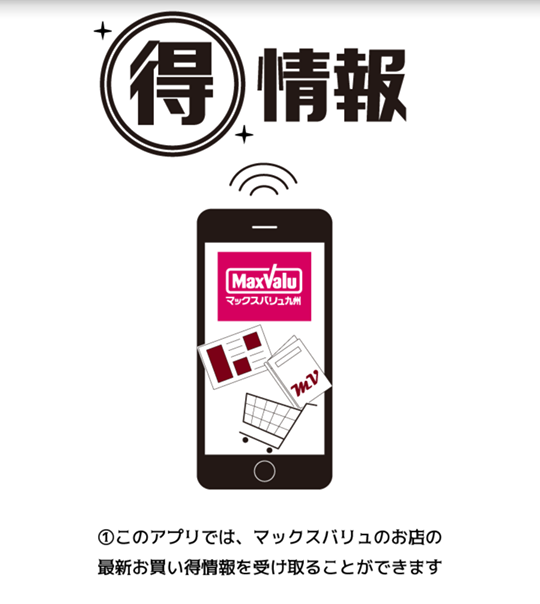 得 情報
MaxValu
マックスバリュ九州
MV
①このアプリでは、マックスバリュのお店の
最新お買い得情報を受け取ることができます